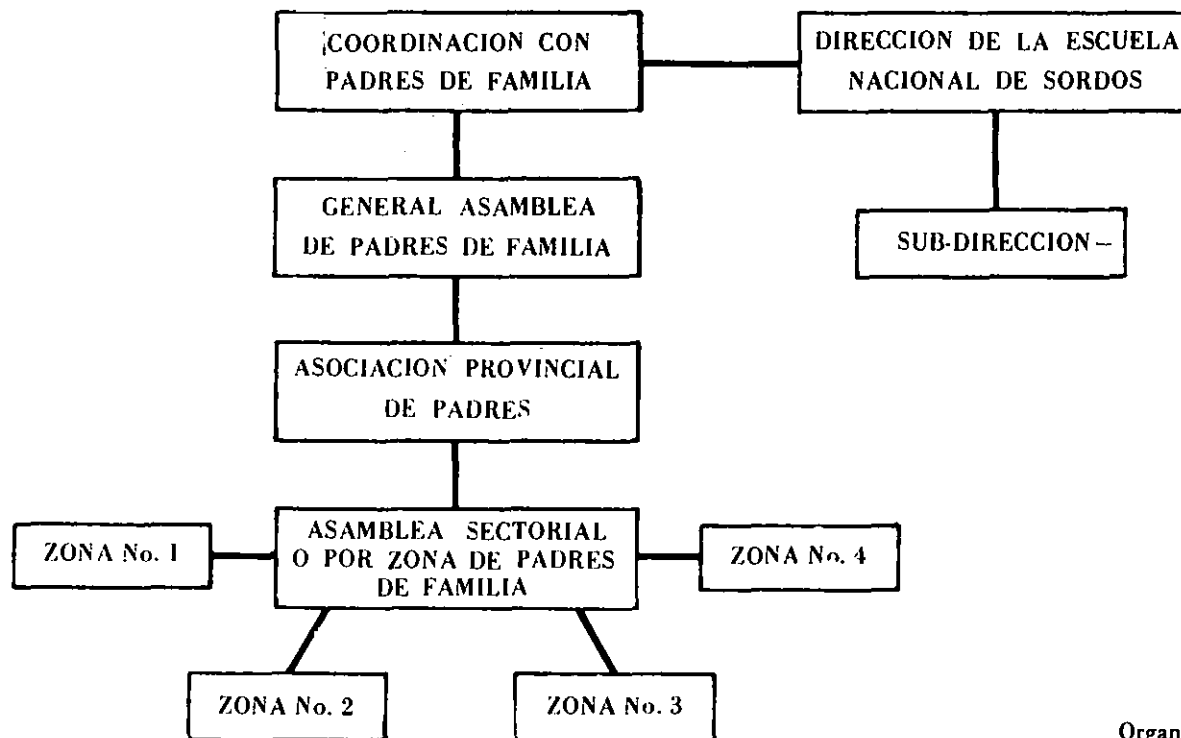 COORDINACION CON
PADRES DE FAMILIA
DIRECCION DE LA ESCUELA
NACIONAL DE SORDOS
GENERAL ASAMBLEA
DE PADRES DE FAMILIA
SUB-DIRECCION –
ASOCIACION PROVINCIAL
DE PADRES
ASAMBLEA SECTORIAL
O POR ZONA DE PADRES
DE FAMILIA
ZONA No. 1
ZONA No. 4
ZONA No. 2
ZONA No. 3
Organ